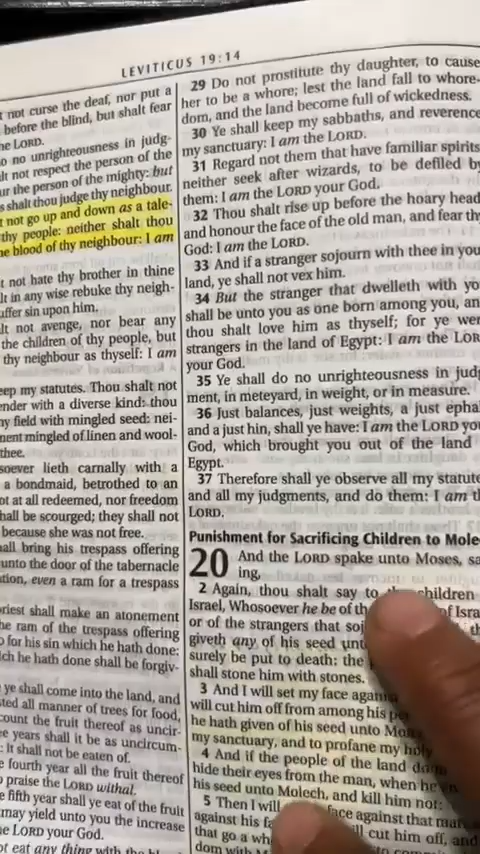 LEVITICUS 19:14
not curse the deaf, nor put a
before the blind, but shalt fear
LORD.
no unrighteousness in judg-
not respect the person of the
the person of the mighty: but
shalt thou judge thy neighbour.
not go up and down as a tale-
thy people: neither shalt thou
blood of thy neighbour: I am
not hate thy brother in thine
in any wise rebuke thy neigh-
sin upon him.
not avenge, nor bear any
the children of thy people, but
thy neighbour as thyself: I am
my statutes. Thou shalt not
with a diverse kind: thou
field with mingled seed: nei-
mingled of linen and wool-
thee.
lieth carnally with a
a bondmaid, betrothed to an
at all redeemed, nor freedom
be scourged; they shall not
because she was not free.
bring his trespass offering
unto the door of the tabernacle
even a ram for a trespass
shall make an atonement
ram of the trespass offering
for his sin which he hath done:
he hath done shall be forgiv-
ye shall come into the land, and
all manner of trees for food,
count the fruit thereof as uncir-
years shall it be as uncircum-
: it shall not be eaten of.
fourth year all the fruit thereof
praise the LORD withal.
fifth year shall ye eat of the fruit
may yield unto you the increase
LORD your God.
eat any thing with the
29 Do not prostitute thy daughter, to cause
her to be a whore; lest the land fall to whore-
dom, and the land become full of wickedness.
30 Ye shall keep my sabbaths, and reverence
my sanctuary: I am the LORD.
31 Regard not them that have familiar spirits,
neither seek after wizards, to be defiled by
them: I am the LORD your God.
32 Thou shalt rise up before the hoary head
and honour the face of the old man, and fear thy
God: I am the LORD.
33 And if a stranger sojourn with thee in you
land, ye shall not vex him.
34 But the stranger that dwelleth with yo
shall be unto you as one born among you, an
thou shalt love him as thyself; for ye wer
strangers in the land of Egypt: I am the LOR
your God.
35 Ye shall do no unrighteousness in judg
ment, in meteyard, in weight, or in measure.
36 Just balances, just weights, a just epha
and a just hin, shall ye have: I am the LORD yo
God, which brought you out of the land
Egypt.
37 Therefore shall ye observe all my statute
and all my judgments, and do them: I am t
LORD.
Punishment for Sacrificing Children to Mole
20 And the LORD spake unto Moses, sa
ing,
2 Again, thou shalt say to the children
Israel, Whosoever he be of the of Isra
or of the strangers that soj
giveth any of his seed unt
surely be put to death: the
shall stone him with stones.
3 And I will set my face against
will cut him off from among his pe
he hath given of his seed unto Mo
my sanctuary, and to profane my holy
4 And if the people of the land do
hide their eyes from the man, when he
his seed unto Molech, and kill him not:
5 Then I will face against that man
against his fa cut him off, and
that go a wh
dom with M